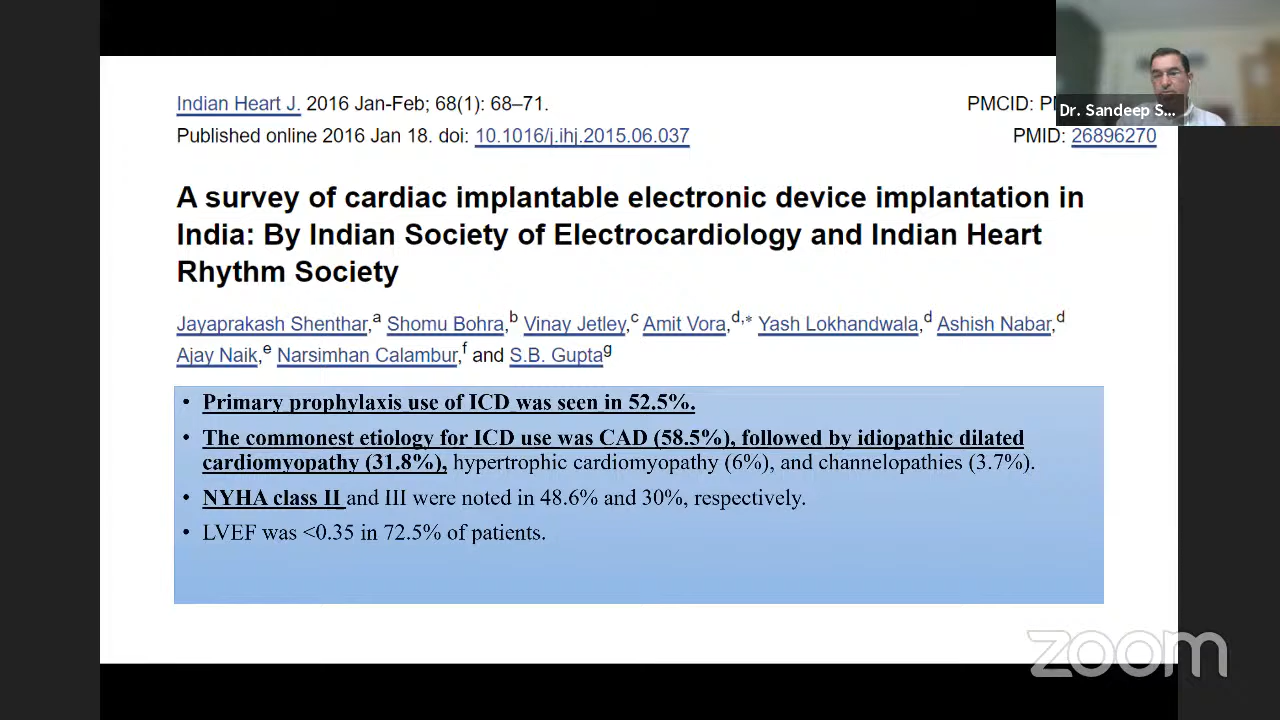 Indian Heart J. 2016 Jan-Feb; 68(1): 68–71.
PMCID:
Dr. Sandeep S...
Published online 2016 Jan 18. doi: 10.1016/j.ihj.2015.06.037
PMID: 26896270
A survey of cardiac implantable electronic device implantation in
India: By Indian Society of Electrocardiology and Indian Heart
Rhythm Society
Jayaprakash Shenthar,a Shomu Bohra,b Vinay Jetley,c Amit Vora,d,* Yash Lokhandwala,d Ashish Nabar,d
Ajay Naik,e Narsimhan Calambur,f and S.B. Guptag
• Primary prophylaxis use of ICD was seen in 52.5%.
• The commonest etiology for ICD use was CAD (58.5%), followed by idiopathic dilated
cardiomyopathy (31.8%), hypertrophic cardiomyopathy (6%), and channelopathies (3.7%).
• NYHA class II and III were noted in 48.6% and 30%, respectively.
• LVEF was <0.35 in 72.5% of patients.
zoom